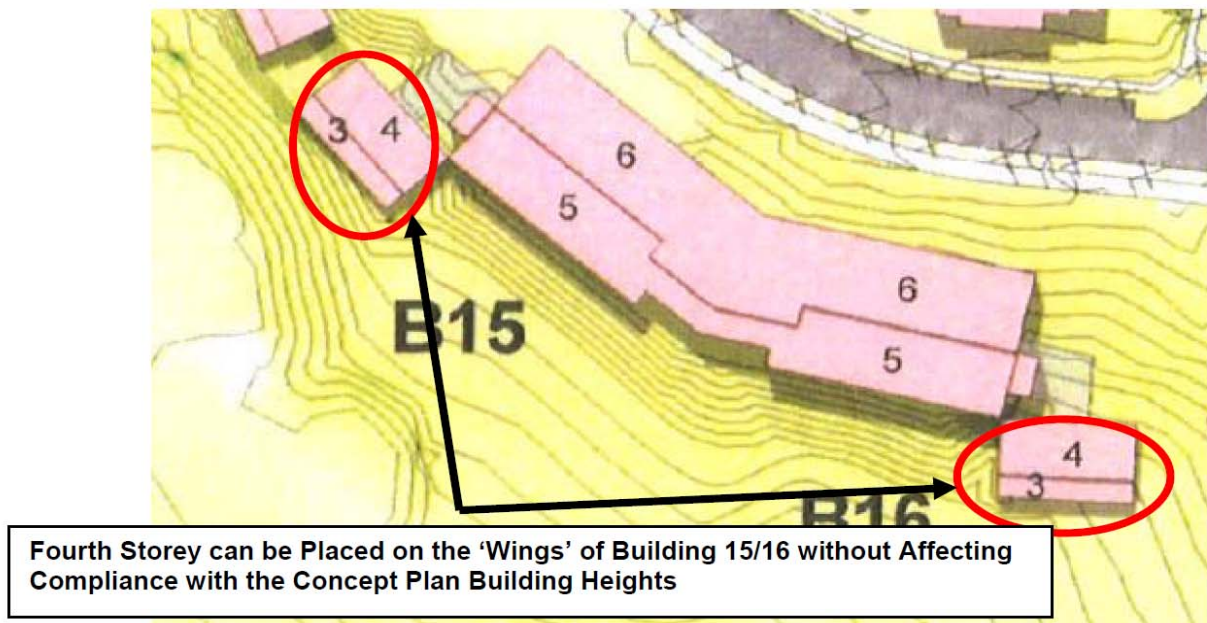 3 4
6
5
B15
6
5
4
3
B16
Fourth Storey can be Placed on the 'Wings' of Building 15/16 without Affecting
Compliance with the Concept Plan Building Heights